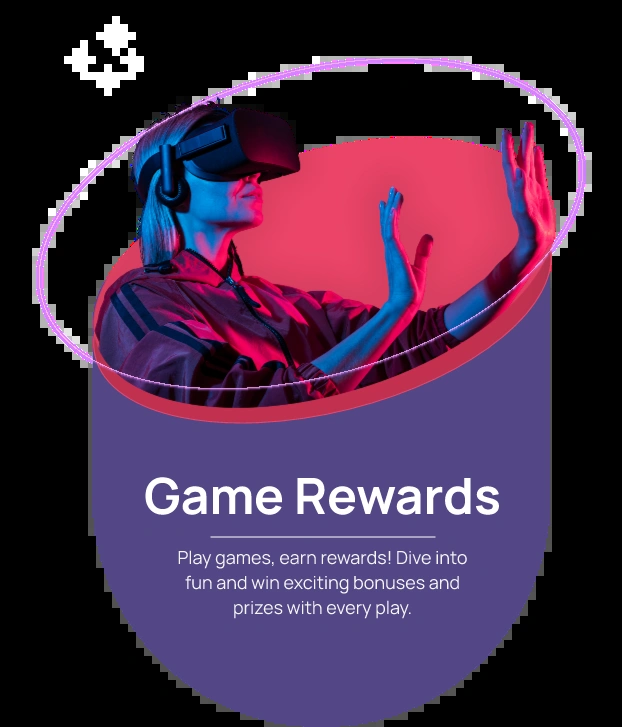 Game Rewards
Play games, earn rewards! Dive into
fun and win exciting bonuses and
prizes with every play.